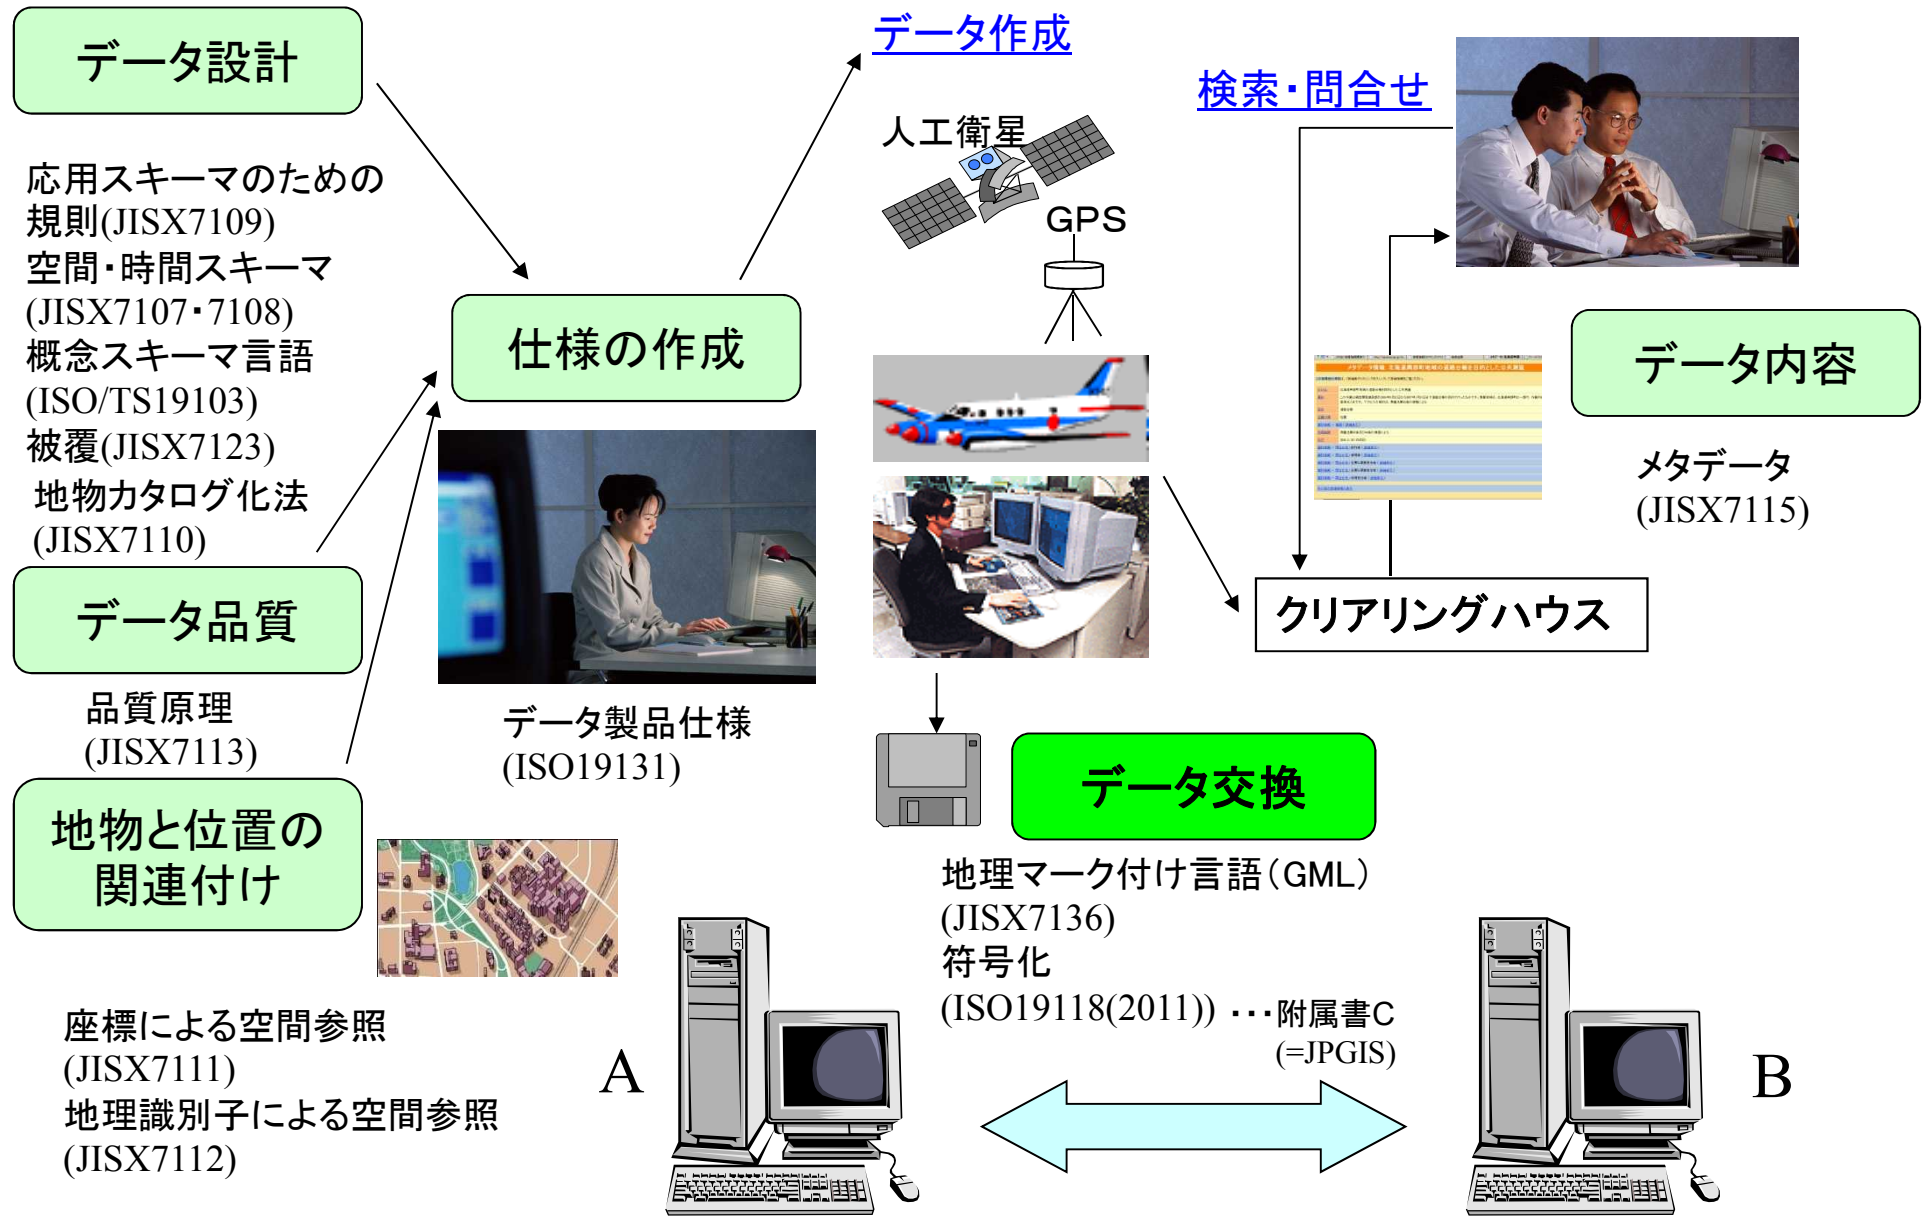 データ設計
応用スキーマのための
規則(JISX7109)
空間・時間スキーマ
(JISX7107・7108)
概念スキーマ言語
(ISO/TS19103)
被覆(JISX7123)
地物カタログ化法
(JISX7110)
データ品質
品質原理
(JISX7113)
地物と位置の
関連付け
座標による空間参照
(JISX7111)
地理識別子による空間参照
(JISX7112)
仕様の作成
データ製品仕様
(ISO19131)
データ作成
人工衛星
GPS
検索・問合せ
データ内容
メタデータ
(JISX7115)
クリアリングハウス
データ交換
地理マーク付け言語（GML）
(JISX7136)
符号化
(ISO19118(2011))
・・・附属書C
(=JPGIS)
A
B